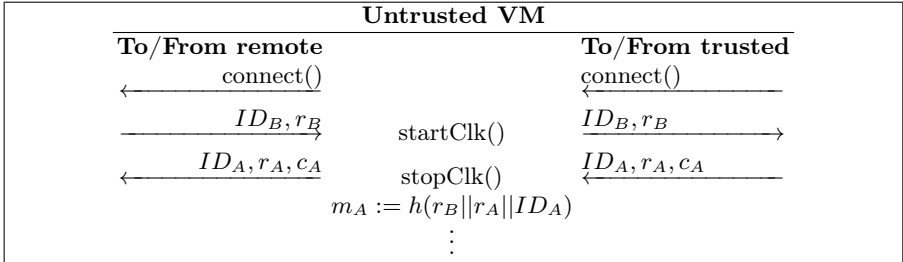 Untrusted VM
To/From remote To/From trusted
connect() connect()
ID_B, r_B startClk() ID_B, r_B
ID_A, r_A, c_A stopClk() ID_A, r_A, c_A
m_A := h(r_B||r_A||ID_A)
⋮